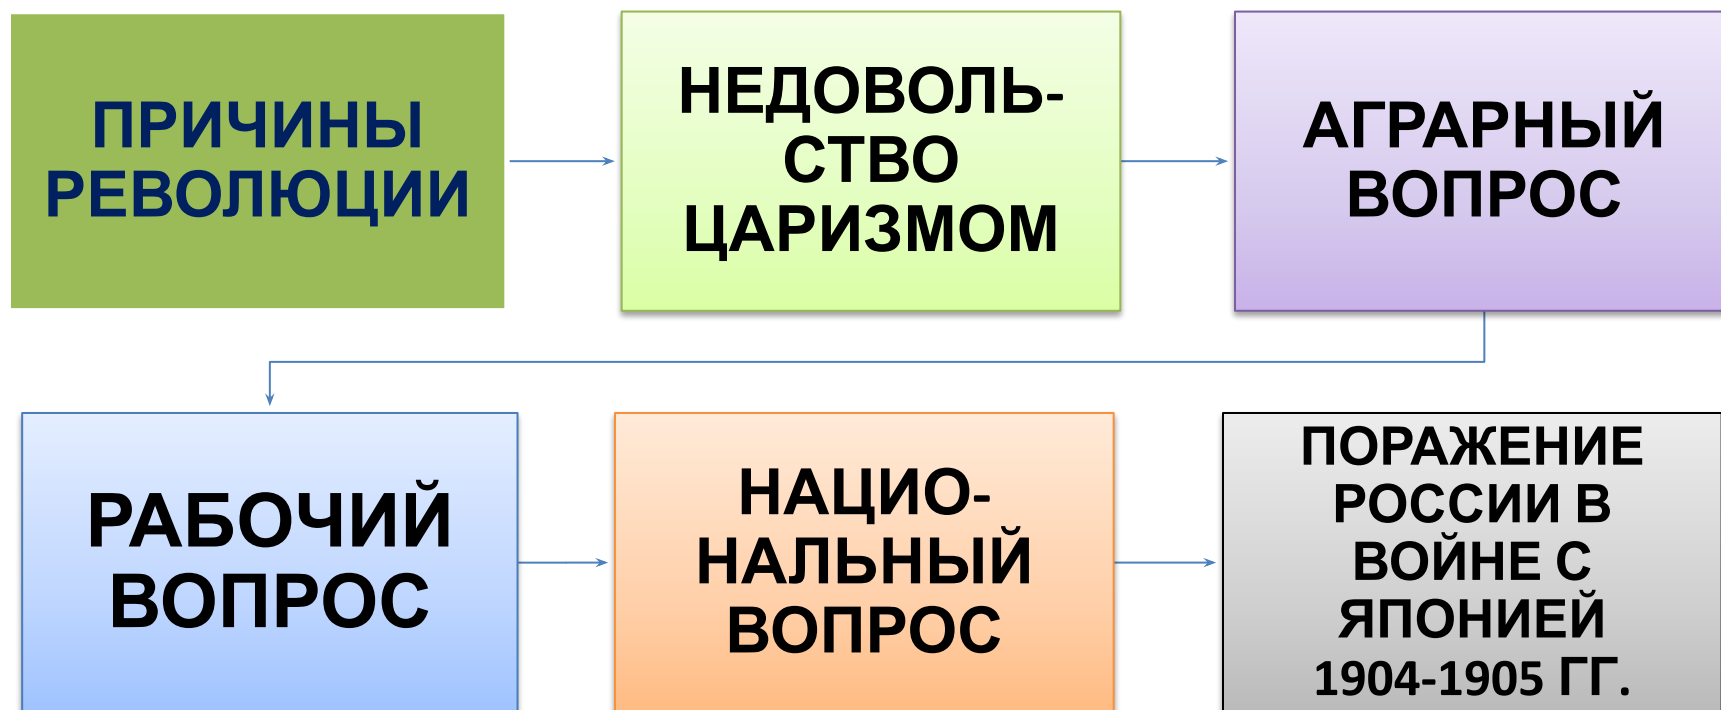 ПРИЧИНЫ
РЕВОЛЮЦИИ
НЕДОВОЛЬ-
СТВО
ЦАРИЗМОМ
АГРАРНЫЙ
ВОПРОС
РАБОЧИЙ
ВОПРОС
НАЦИО-
НАЛЬНЫЙ
ВОПРОС
ПОРАЖЕНИЕ
РОССИИ В
ВОЙНЕ С
ЯПОНИЕЙ
1904-1905 ГГ.